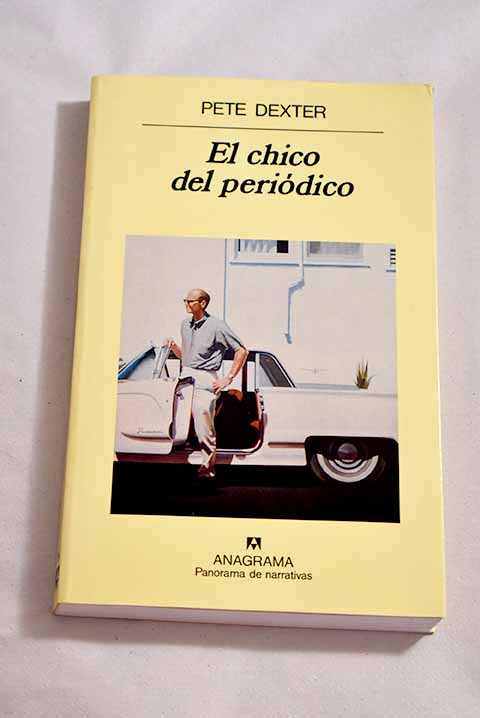 PETE DEXTER
El chico
del periódico
ANAGRAMA
Panorama de narrativas